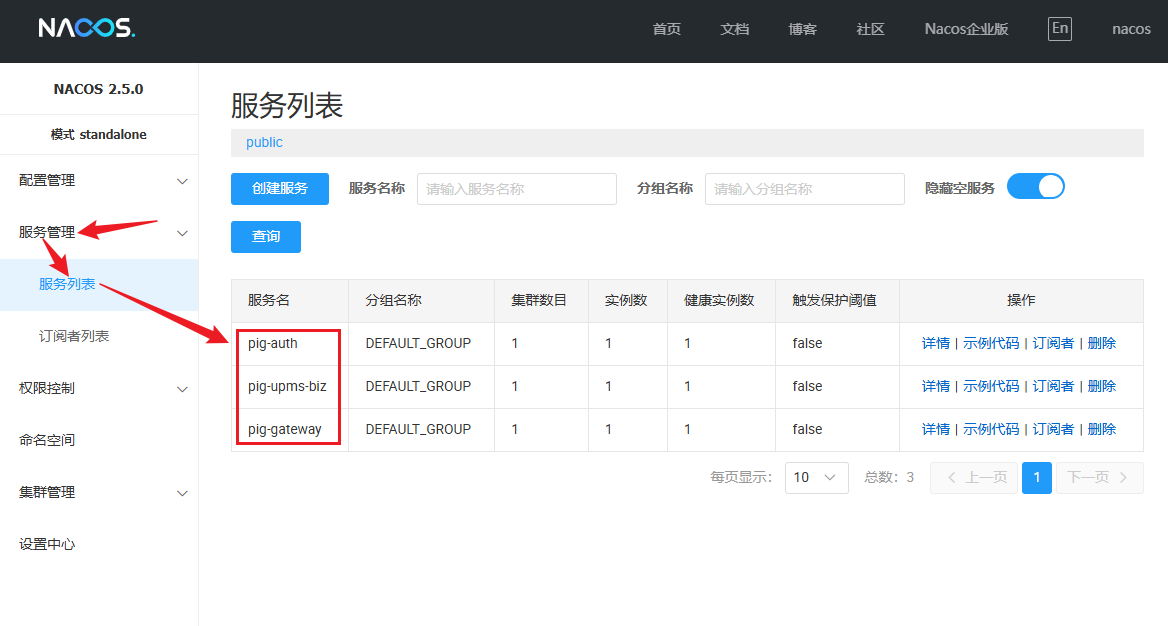 NACOS.
首页 文档 博客 社区 Nacos企业版 En nacos
NACOS 2.5.0
模式 standalone
配置管理
服务管理
服务列表
订阅者列表
权限控制
命名空间
集群管理
设置中心
服务列表
public
创建服务 服务名称 请输入服务名称 分组名称 请输入分组名称 隐藏空服务
查询
服务名 分组名称 集群数目 实例数 健康实例数 触发保护阈值 操作
pig-auth DEFAULT_GROUP 1 1 1 false 详情 | 示例代码 | 订阅者 | 删除
pig-upms-biz DEFAULT_GROUP 1 1 1 false 详情 | 示例代码 | 订阅者 | 删除
pig-gateway DEFAULT_GROUP 1 1 1 false 详情 | 示例代码 | 订阅者 | 删除
每页显示： 10 总数：3 上一页 1 下一页